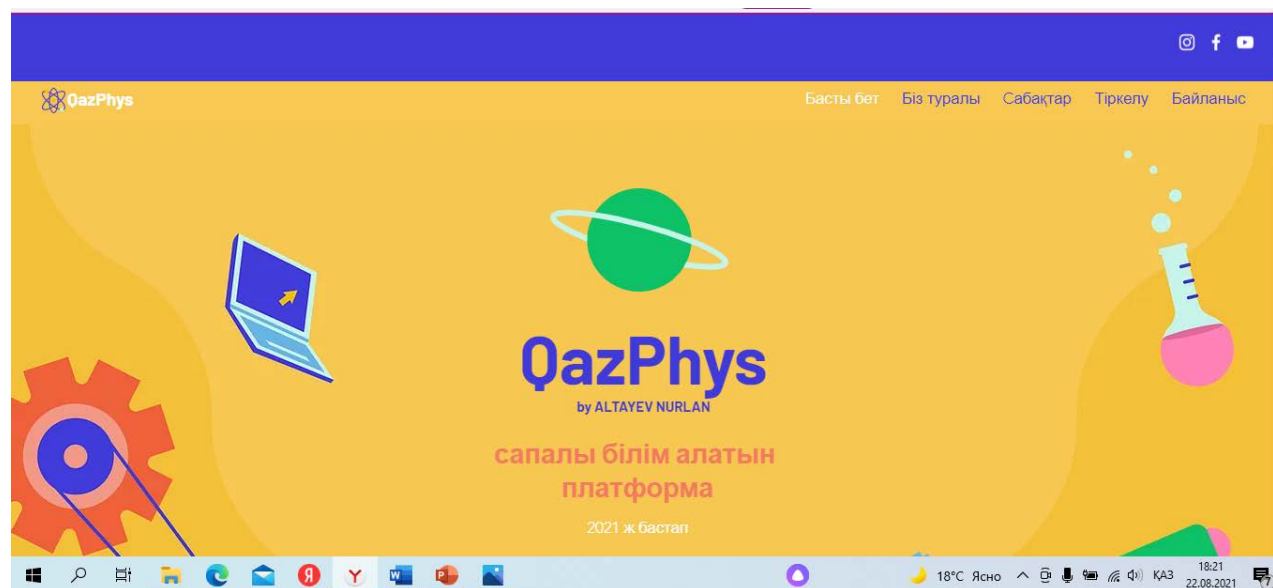 QazPhys
Басты бет Біз туралы Сабақтар Тіркелу Байланыс
QazPhys
by ALTAYEV NURLAN
сапалы білім алатын
платформа
2021 ж бастап
18°C Ясно ҚАЗ 18:21
22.08.2021